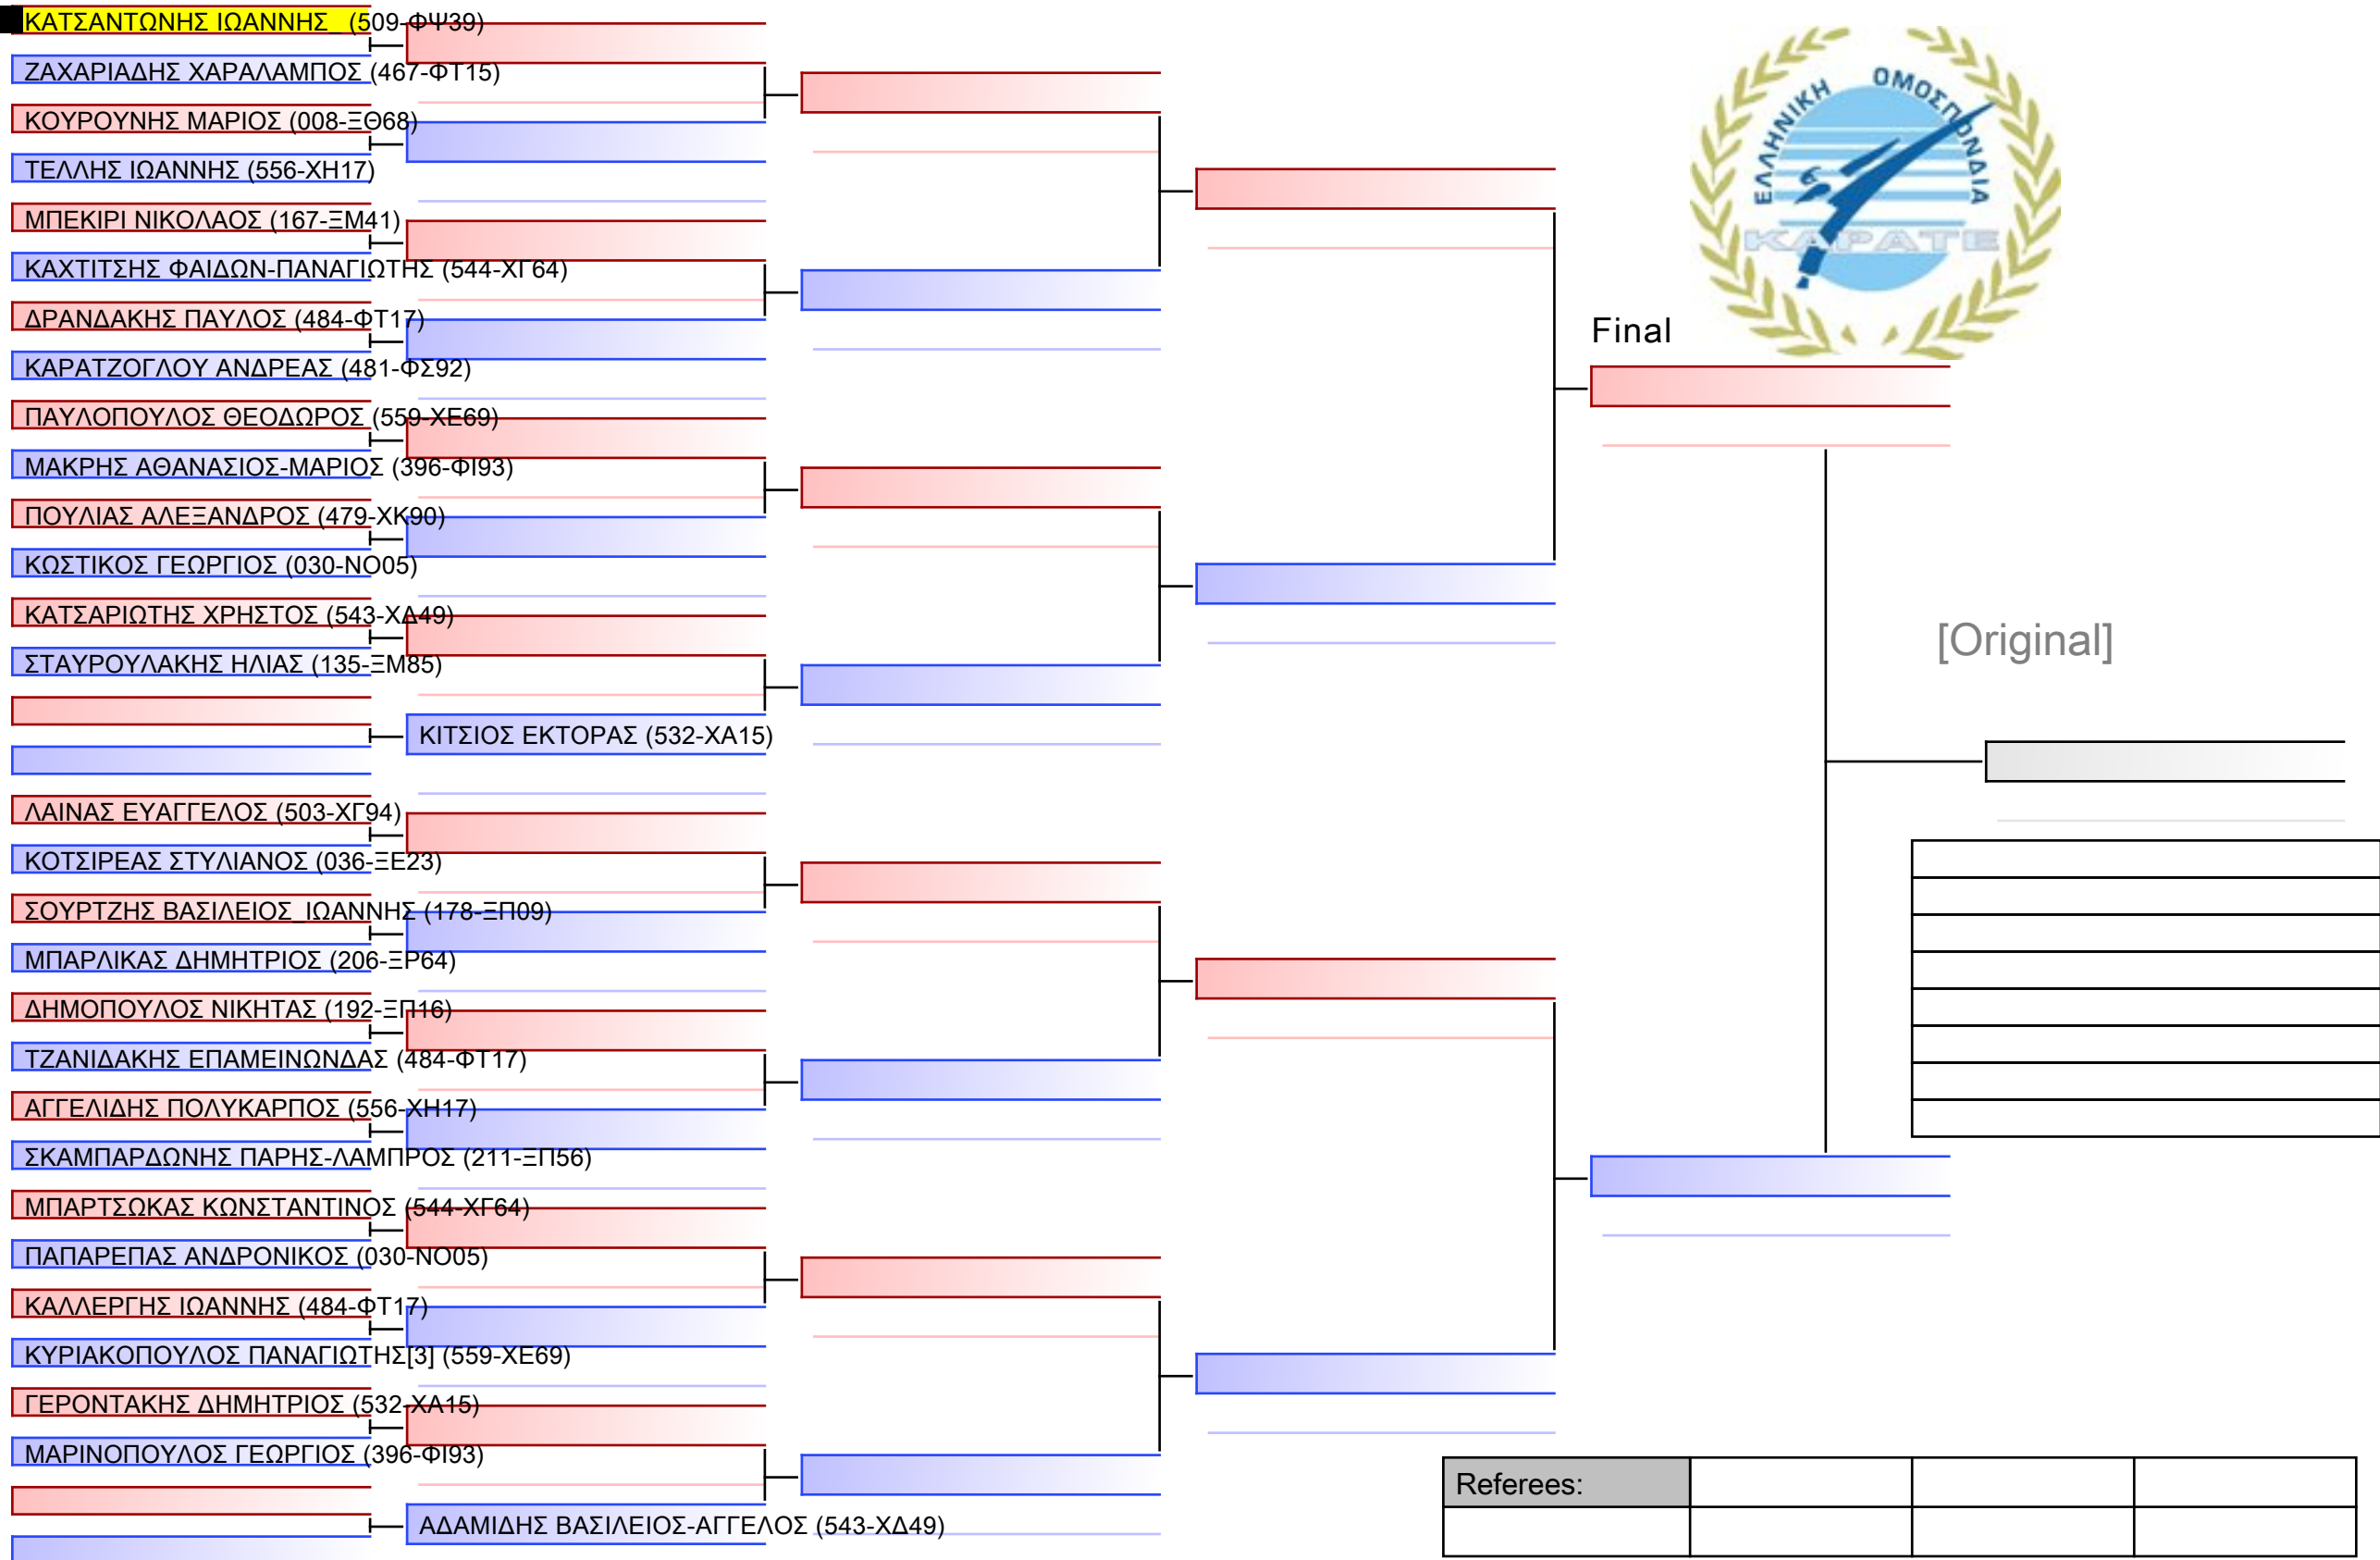 ΚΑΤΣΑΝΤΩΝΗΣ ΙΩΑΝΝΗΣ_ (509-ΦΨ39)
ΖΑΧΑΡΙΑΔΗΣ ΧΑΡΑΛΑΜΠΟΣ (467-ΦΤ15)
ΚΟΥΡΟΥΝΗΣ ΜΑΡΙΟΣ (008-ΞΘ68)
ΤΕΛΛΗΣ ΙΩΑΝΝΗΣ (556-ΧΗ17)
ΜΠΕΚΙΡΙ ΝΙΚΟΛΑΟΣ (167-ΞΜ41)
ΚΑΧΤΙΤΣΗΣ ΦΑΙΔΩΝ-ΠΑΝΑΓΙΩΤΗΣ (544-ΧΓ64)
ΔΡΑΝΔΑΚΗΣ ΠΑΥΛΟΣ (484-ΦΤ17)
ΚΑΡΑΤΖΟΓΛΟΥ ΑΝΔΡΕΑΣ (481-ΦΣ92)
ΠΑΥΛΟΠΟΥΛΟΣ ΘΕΟΔΩΡΟΣ (559-ΧΕ69)
ΜΑΚΡΗΣ ΑΘΑΝΑΣΙΟΣ-ΜΑΡΙΟΣ (396-ΦΙ93)
ΠΟΥΛΙΑΣ ΑΛΕΞΑΝΔΡΟΣ (479-ΧΚ90)
ΚΩΣΤΙΚΟΣ ΓΕΩΡΓΙΟΣ (030-ΝΟ05)
ΚΑΤΣΑΡΙΩΤΗΣ ΧΡΗΣΤΟΣ (543-ΧΔ49)
ΣΤΑΥΡΟΥΛΑΚΗΣ ΗΛΙΑΣ (135-ΞΜ85)
ΚΙΤΣΙΟΣ ΕΚΤΟΡΑΣ (532-ΧΑ15)
ΛΑΙΝΑΣ ΕΥΑΓΓΕΛΟΣ (503-ΧΓ94)
ΚΟΤΣΙΡΕΑΣ ΣΤΥΛΙΑΝΟΣ (036-ΞΕ23)
ΣΟΥΡΤΖΗΣ ΒΑΣΙΛΕΙΟΣ_ΙΩΑΝΝΗΣ (178-ΞΠ09)
ΜΠΑΡΛΙΚΑΣ ΔΗΜΗΤΡΙΟΣ (206-ΞΡ64)
ΔΗΜΟΠΟΥΛΟΣ ΝΙΚΗΤΑΣ (192-ΞΠ16)
ΤΖΑΝΙΔΑΚΗΣ ΕΠΑΜΕΙΝΩΝΔΑΣ (484-ΦΤ17)
ΑΓΓΕΛΙΔΗΣ ΠΟΛΥΚΑΡΠΟΣ (556-ΧΗ17)
ΣΚΑΜΠΑΡΔΩΝΗΣ ΠΑΡΗΣ-ΛΑΜΠΡΟΣ (211-ΞΠ56)
ΜΠΑΡΤΣΩΚΑΣ ΚΩΝΣΤΑΝΤΙΝΟΣ (544-ΧΓ64)
ΠΑΠΑΡΕΠΑΣ ΑΝΔΡΟΝΙΚΟΣ (030-ΝΟ05)
ΚΑΛΛΕΡΓΗΣ ΙΩΑΝΝΗΣ (484-ΦΤ17)
ΚΥΡΙΑΚΟΠΟΥΛΟΣ ΠΑΝΑΓΙΩΤΗΣ[3] (559-ΧΕ69)
ΓΕΡΟΝΤΑΚΗΣ ΔΗΜΗΤΡΙΟΣ (532-ΧΑ15)
ΜΑΡΙΝΟΠΟΥΛΟΣ ΓΕΩΡΓΙΟΣ (396-ΦΙ93)
ΑΔΑΜΙΔΗΣ ΒΑΣΙΛΕΙΟΣ-ΑΓΓΕΛΟΣ (543-ΧΔ49)
ΕΛΛΗΝΙΚΗ ΟΜΟΣΠΟΝΔΙΑ
ΚΑΡΑΤΕ
Final
[Original]
Referees: